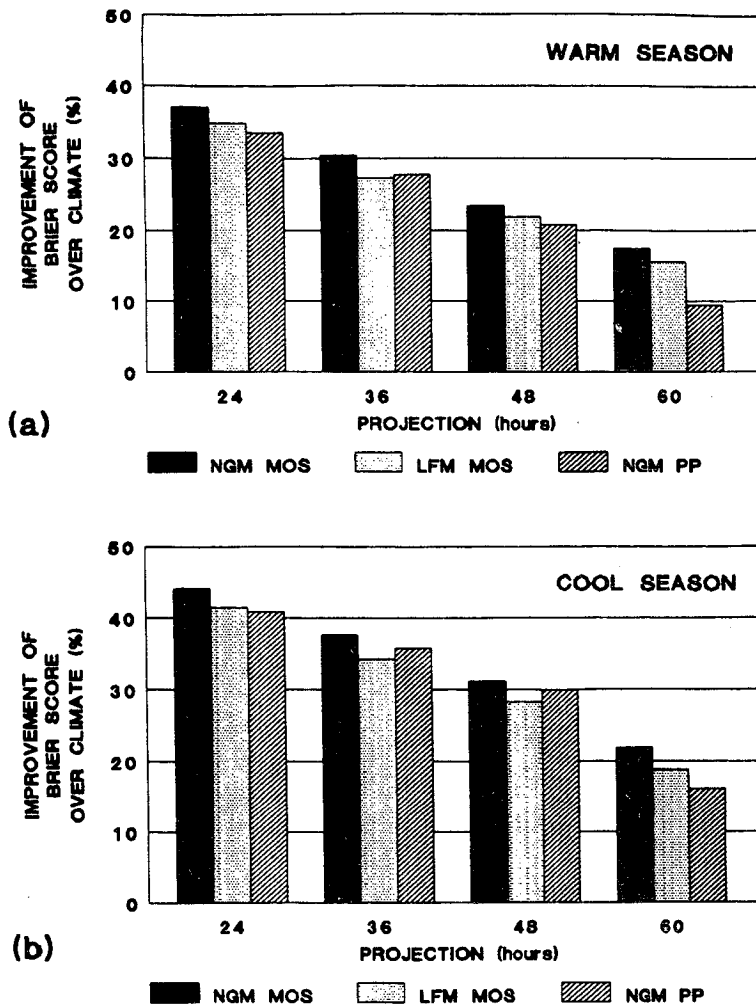 50
40
30
20
10
0
IMPROVEMENT OF
BRIER SCORE
OVER CLIMATE (%)
WARM SEASON
24 36 48 60
PROJECTION (hours)
(a)
NGM MOS LFM MOS NGM PP
50
40
30
20
10
0
IMPROVEMENT OF
BRIER SCORE
OVER CLIMATE (%)
COOL SEASON
24 36 48 60
PROJECTION (hours)
(b)
NGM MOS LFM MOS NGM PP